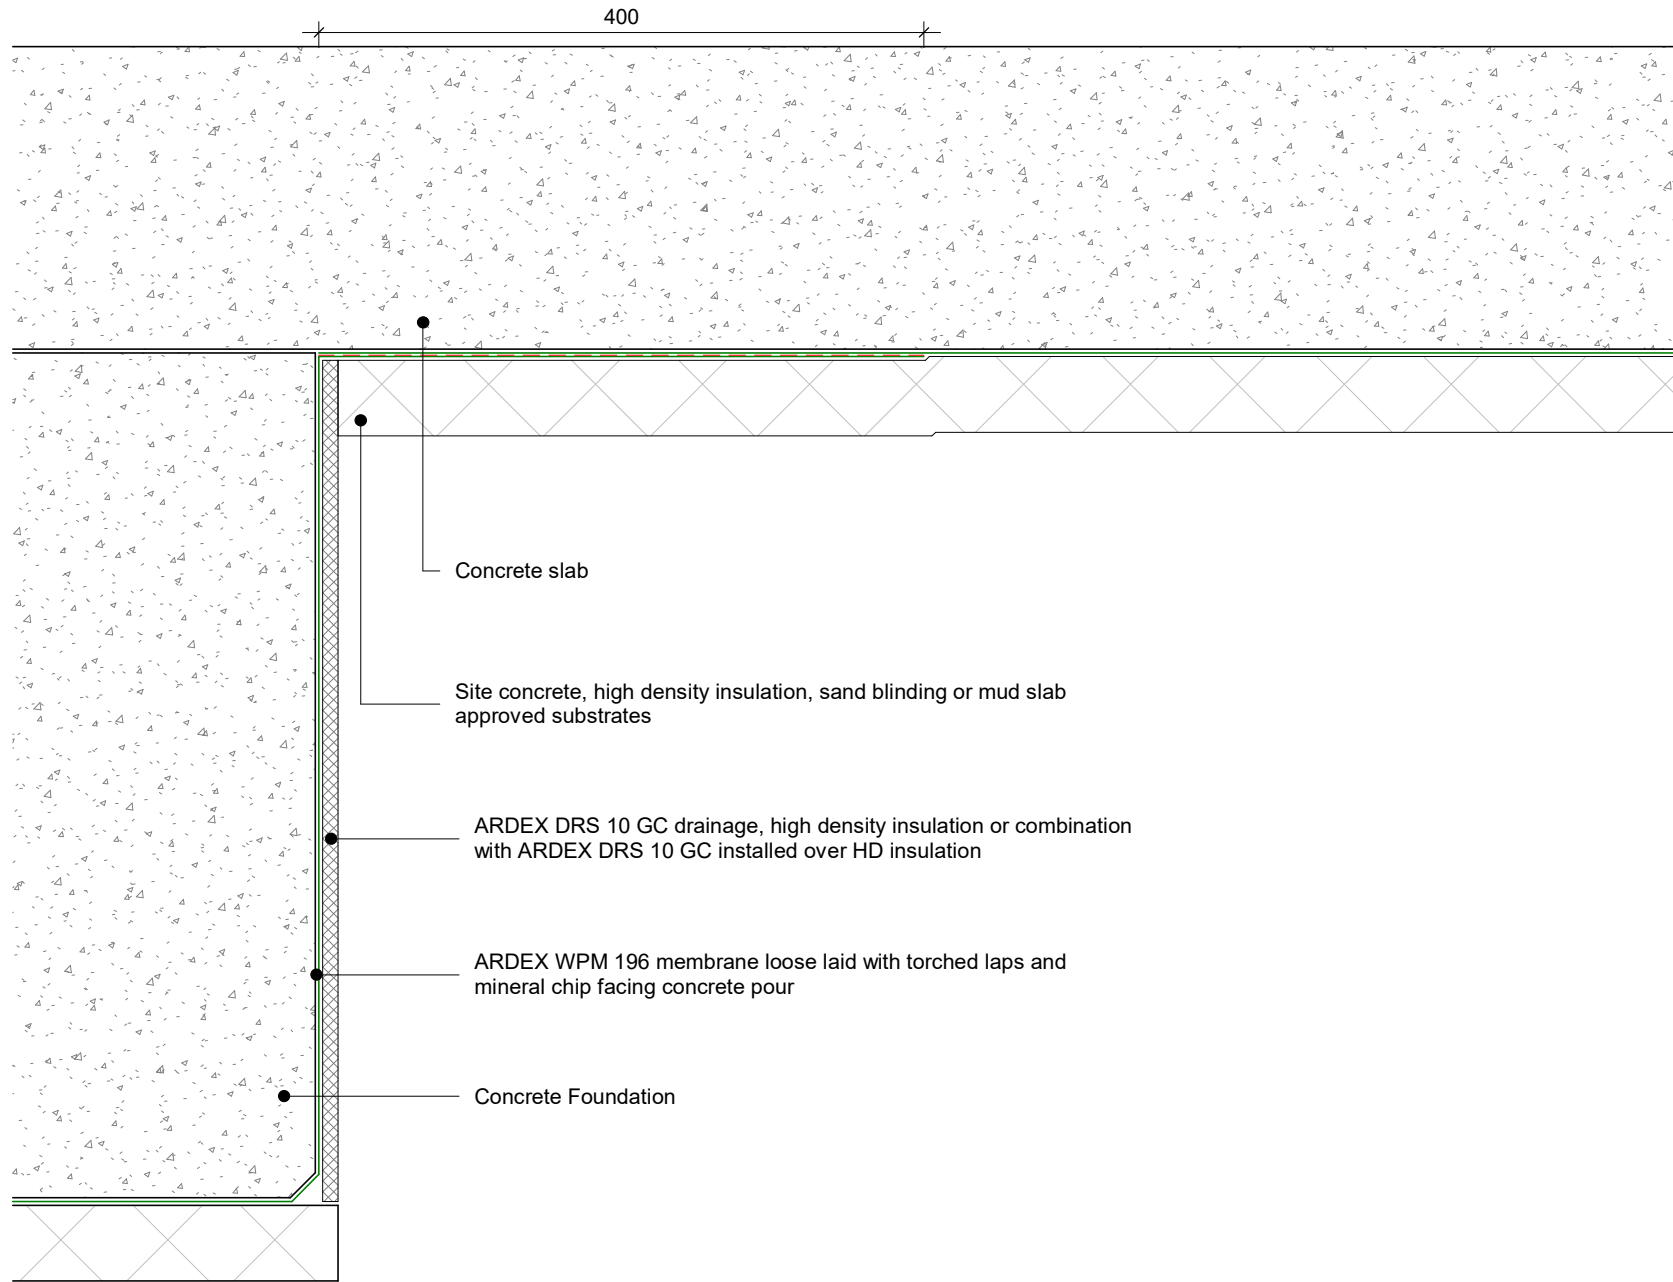 400
Concrete slab
Site concrete, high density insulation, sand blinding or mud slab
approved substrates
ARDEX DRS 10 GC drainage, high density insulation or combination
with ARDEX DRS 10 GC installed over HD insulation
ARDEX WPM 196 membrane loose laid with torched laps and
mineral chip facing concrete pour
Concrete Foundation